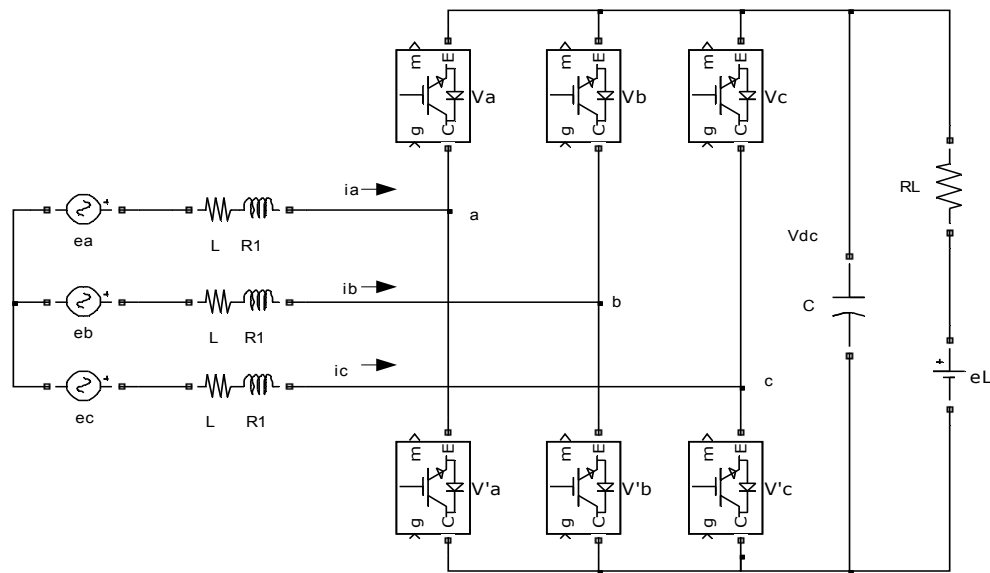 m E
Va
g C
m E
Vb
g C
m E
Vc
g C
ia
a
ea
L R1
ib
b
eb
L R1
ic
c
ec
L R1
Vdc
C
RL
+
eL
m E
V'a
g C
m E
V'b
g C
m E
V'c
g C
+
+
+